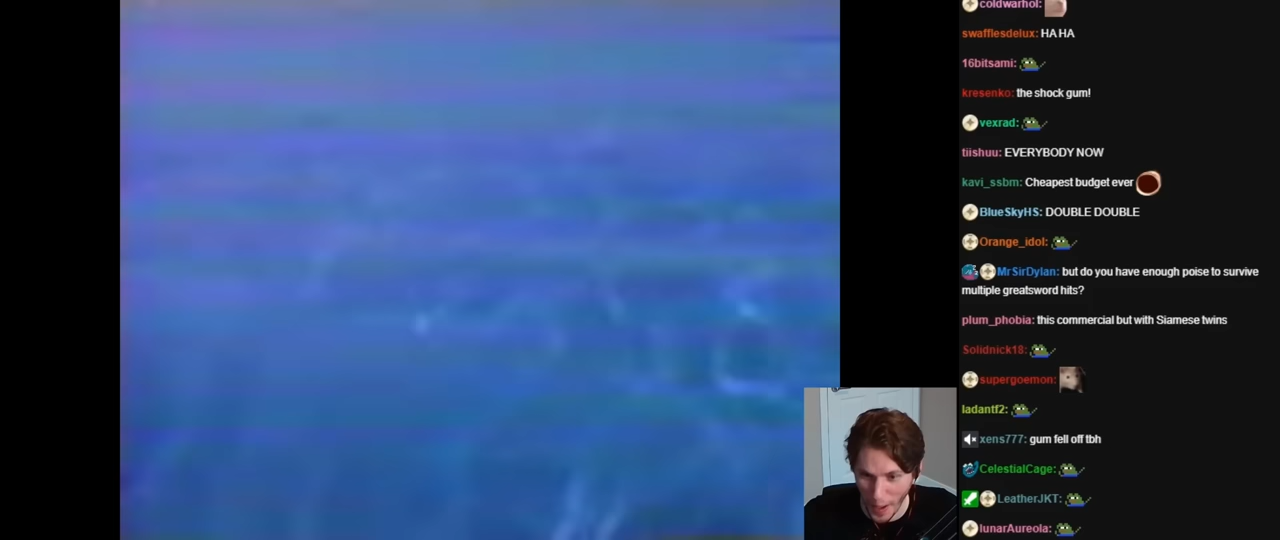 coldwarhol:
swafflesdelux: HA HA
16bitsami:
kresenko: the shock gum!
vexrad:
tiishuu: EVERYBODY NOW
kavi_ssbm: Cheapest budget ever
BlueSkyHS: DOUBLE DOUBLE
Orange_idol:
MrSirDylan: but do you have enough poise to survive
multiple greatsword hits?
plum_phobia: this commercial but with Siamese twins
Solidnick18:
supergoemon:
ladantf2:
xens777: gum fell off tbh
CelestialCage:
LeatherJKT:
lunarAureola: